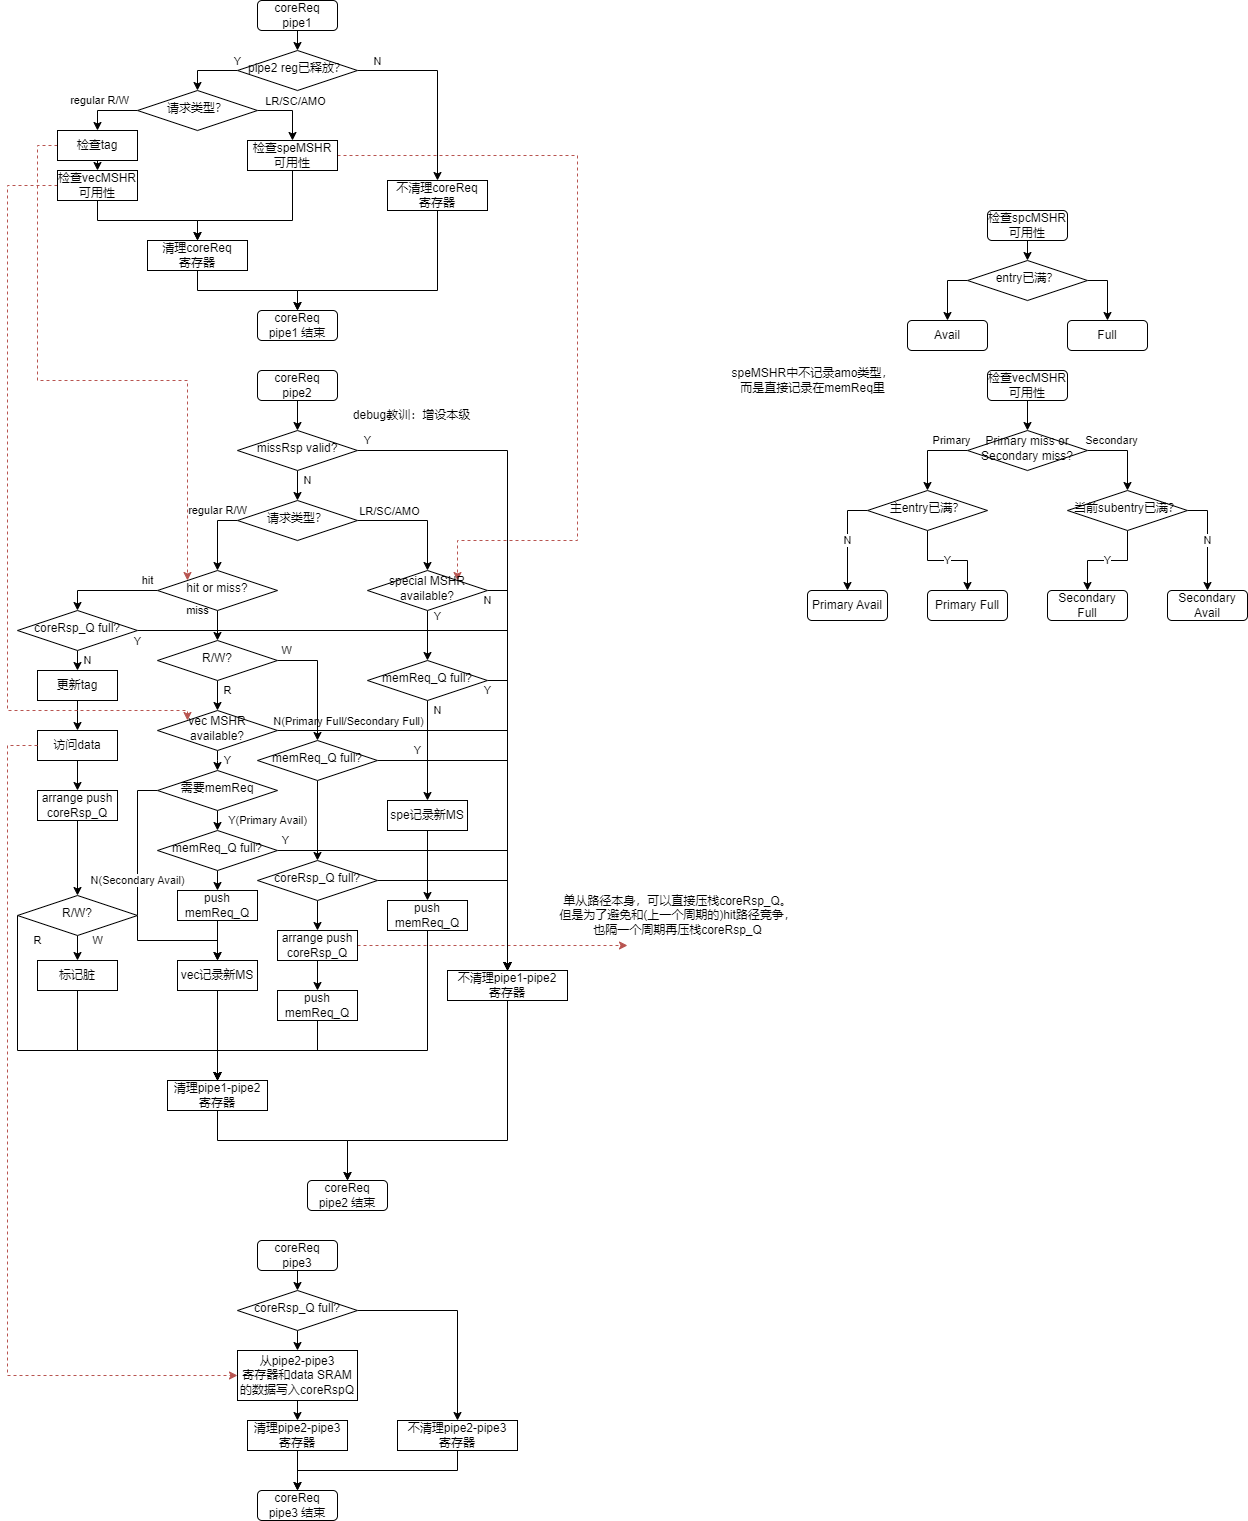 coreReq
pipe1
Y
pipe2 reg已释放？
N
regular R/W
请求类型？
LR/SC/AMO
检查tag
检查speMSHR
可用性
检查vecMSHR
可用性
不清理coreReq
寄存器
清理coreReq
寄存器
coreReq
pipe1 结束
coreReq
pipe2
debug教训：增设本级
missRsp valid?
Y
N
regular R/W
请求类型？
LR/SC/AMO
hit
hit or miss?
miss
special MSHR
available?
N
Y
coreRsp_Q full?
Y
N
R/W?
W
R
memReq_Q full?
Y
N
更新tag
vec MSHR
available?
N(Primary Full/Secondary Full)
Y
访问data
memReq_Q full?
Y
需要memReq
arrange push
coreRsp_Q
spe记录新MS
Y(Primary Avail)
memReq_Q full?
Y
N(Secondary Avail)
coreRsp_Q full?
R/W?
R
W
push
memReq_Q
push
memReq_Q
arrange push
coreRsp_Q
标记脏
vec记录新MS
push
memReq_Q
不清理pipe1-pipe2
寄存器
清理pipe1-pipe2
寄存器
coreReq
pipe2 结束
coreReq
pipe3
coreRsp_Q full?
从pipe2-pipe3
寄存器和data SRAM
的数据写入coreRspQ
清理pipe2-pipe3
寄存器
不清理pipe2-pipe3
寄存器
coreReq
pipe3 结束
检查spcMSHR
可用性
entry已满？
Avail
Full
speMSHR中不记录amo类型，
而是直接记录在memReq里
检查vecMSHR
可用性
Primary
Primary miss or
Secondary miss?
Secondary
主entry已满？
当前subentry已满？
N
Y
Y
N
Primary Avail
Primary Full
Secondary
Full
Secondary
Avail
单从路径本身，可以直接压栈coreRsp_Q。
但是为了避免和(上一个周期的)hit路径竞争，
也隔一个周期再压栈coreRsp_Q